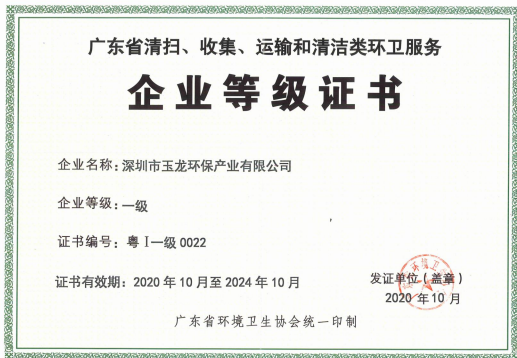 广东省清扫、收集、运输和清洁类环卫服务
企业等级证书
企业名称：深圳市玉龙环保产业有限公司
企业等级：一级
证书编号：粤 I 一级 0022
证书有效期：2020 年 10 月至 2024 年 10 月
发证单位（盖章）
2020 年 10 月
广东省环境卫生协会统一印制